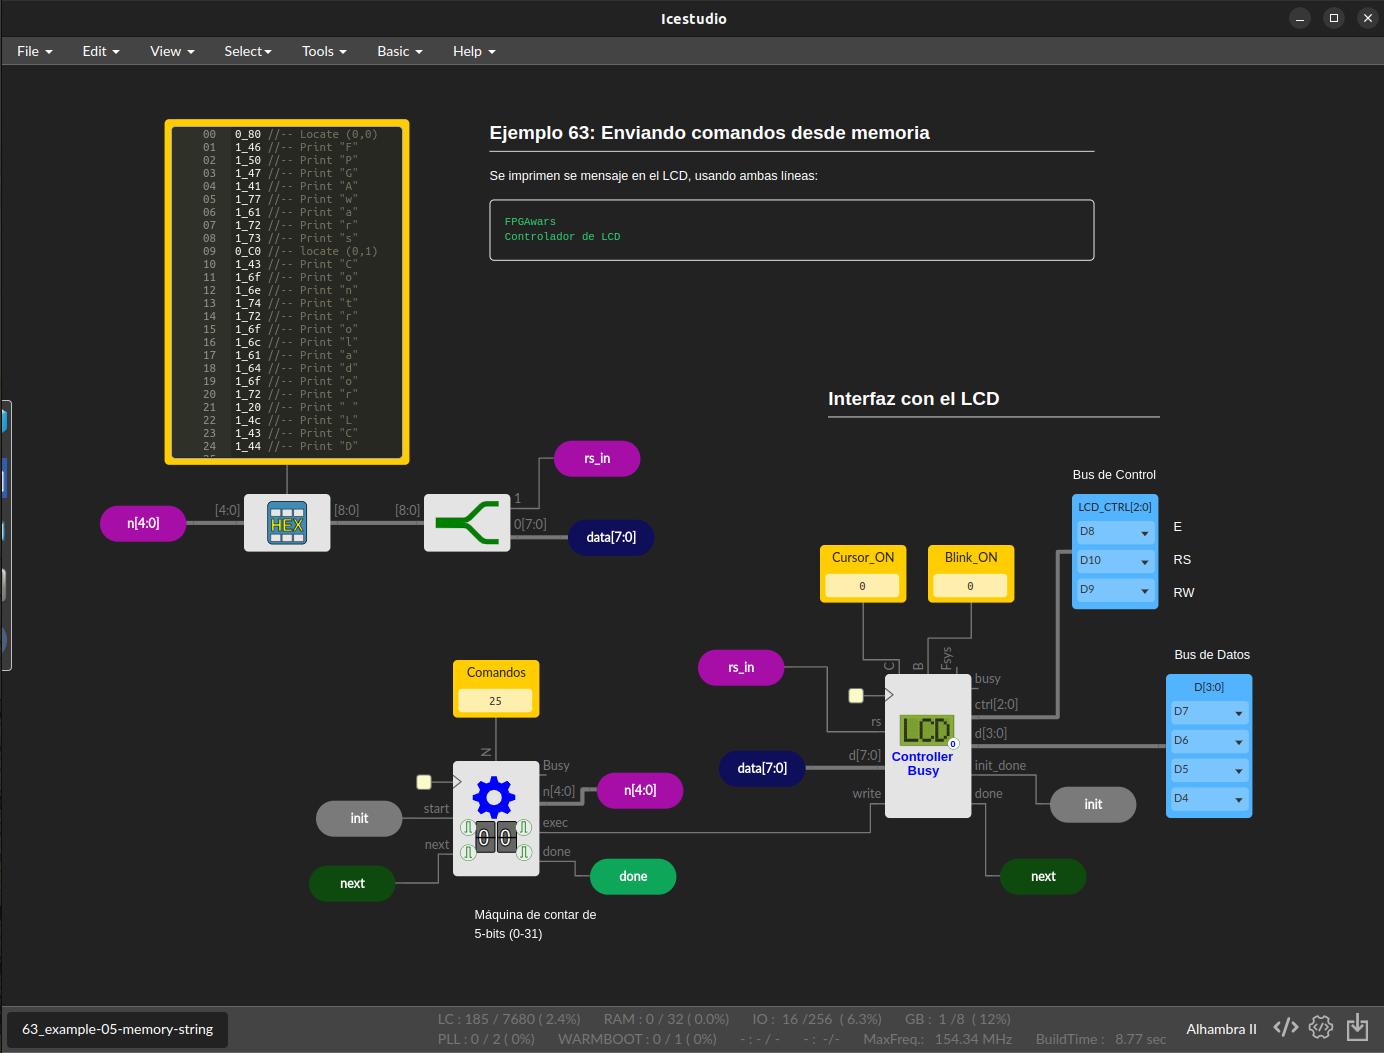 Icestudio
File Edit View Select Tools Basic Help
00 0_80 //-- Locate (0,0)
01 1_46 //-- Print "F"
02 1_50 //-- Print "P"
03 1_47 //-- Print "G"
04 1_41 //-- Print "A"
05 1_77 //-- Print "w"
06 1_61 //-- Print "a"
07 1_72 //-- Print "r"
08 1_73 //-- Print "s"
09 0_C0 //-- locate (0,1)
10 1_43 //-- Print "C"
11 1_6f //-- Print "o"
12 1_6e //-- Print "n"
13 1_74 //-- Print "t"
14 1_72 //-- Print "r"
15 1_6f //-- Print "o"
16 1_6c //-- Print "l"
17 1_61 //-- Print "a"
18 1_64 //-- Print "d"
19 1_6f //-- Print "o"
20 1_72 //-- Print "r"
21 1_20 //-- Print " "
22 1_4c //-- Print "L"
23 1_43 //-- Print "C"
24 1_44 //-- Print "D"
Ejemplo 63: Enviando comandos desde memoria
Se imprimen se mensaje en el LCD, usando ambas líneas:
FPGAwars
Controlador de LCD
n[4:0]
[4:0]
HEX
[8:0]
[8:0]
1
0[7:0]
rs_in
data[7:0]
Interfaz con el LCD
Bus de Control
LCD_CTRL[2:0]
D8
D10
D9
E
RS
RW
Cursor_ON
0
Blink_ON
0
Bus de Datos
D[3:0]
D7
D6
D5
D4
rs_in
data[7:0]
C
B
Fsys
rs
d[7:0]
write
LCD
0
Controller
Busy
busy
ctrl[2:0]
d[3:0]
init_done
done
init
next
Comandos
25
N
start
next
00
Busy
n[4:0]
exec
done
init
next
n[4:0]
done
Máquina de contar de
5-bits (0-31)
63_example-05-memory-string
LC : 185 / 7680 ( 2.4%) RAM : 0 / 32 ( 0.0%) IO : 16 /256 ( 6.3%) GB : 1 /8 ( 12%)
PLL : 0 / 2 ( 0%) WARMBOOT : 0 / 1 ( 0%) - : - / - - : -/- MaxFreq.: 154.34 MHz BuildTime : 8.77 sec
Alhambra II